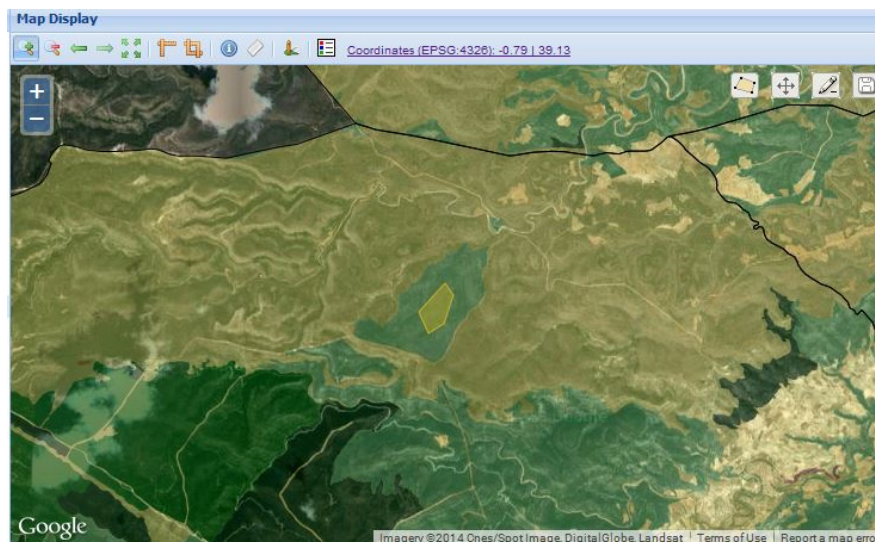 Map Display
Coordinates (EPSG:4326): -0.79 | 39.13
+
−
Google
Imagery ©2014 Cnes/Spot Image, DigitalGlobe, Landsat | Terms of Use | Report a map erro